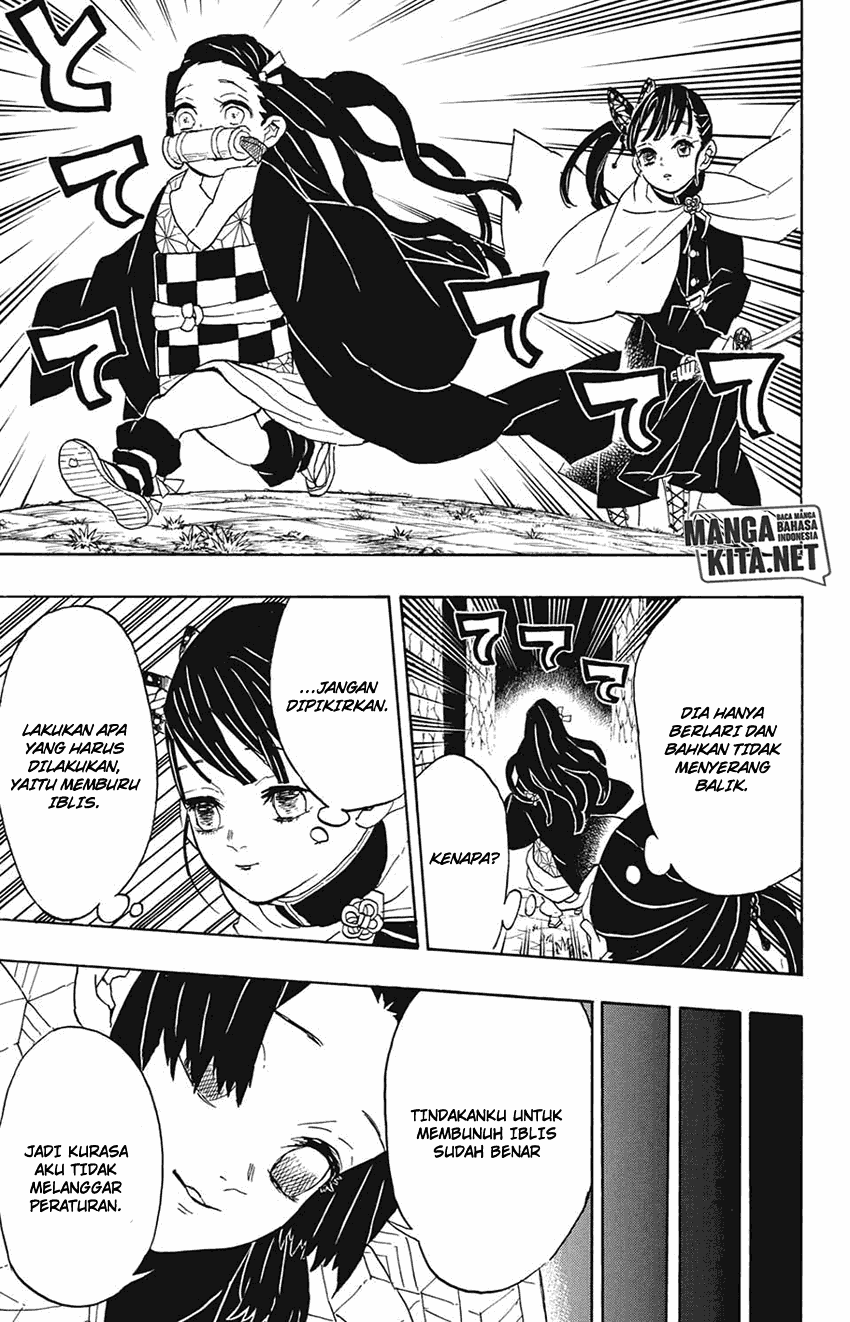 とててててて
MANGA
KITA.NET
BACA MANGA
BAHASA
INDONESIA
ててて
DIA HANYA
BERLARI DAN
BAHKAN TIDAK
MENYERANG
BALIK.
KENAPA?
...JANGAN
DIPIKIRKAN.
LAKUKAN APA
YANG HARUS
DILAKUKAN,
YAITU MEMBURU
IBLIS.
TINDAKANKU UNTUK
MEMBUNUH IBLIS
SUDAH BENAR
JADI KURASA
AKU TIDAK
MELANGGAR
PERATURAN.